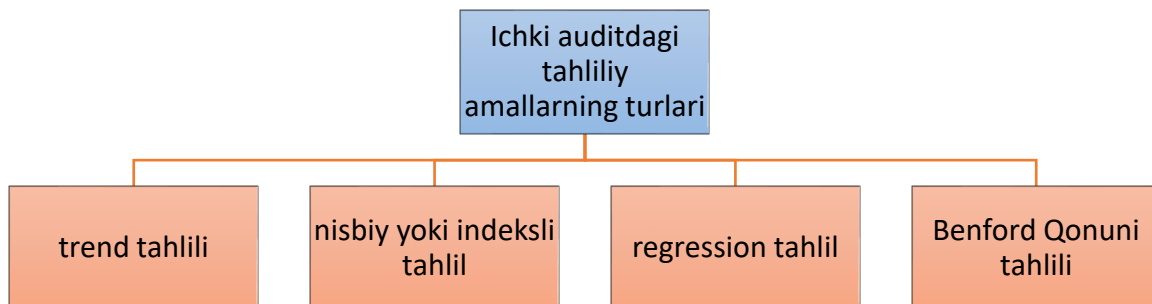 Ichki auditdagi
tahliliy
amallarning turlari
trend tahlili
nisbiy yoki indeksli
tahlil
regression tahlil
Benford Qonuni
tahlili